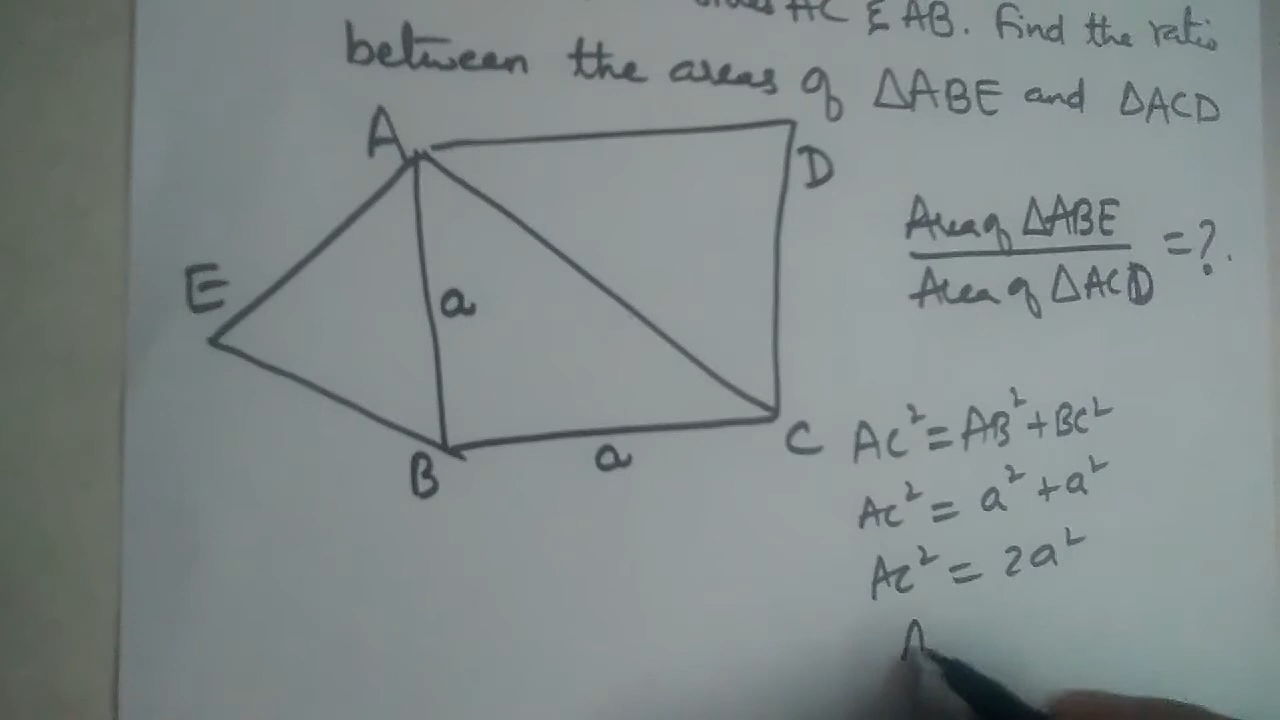 AC & AB. Find the ratio
between the areas of ΔABE and ΔACD
A
D
Area of ΔABE
Area of ΔACD
= ?.
E
a
C
B
a
AC² = AB² + BC²
AC² = a² + a²
AC² = 2a²
A